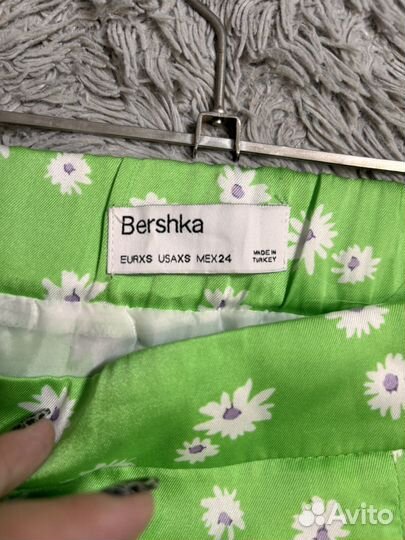 Bershka
EURXS USAXS MEX24
MADE IN
TURKEY
Avito